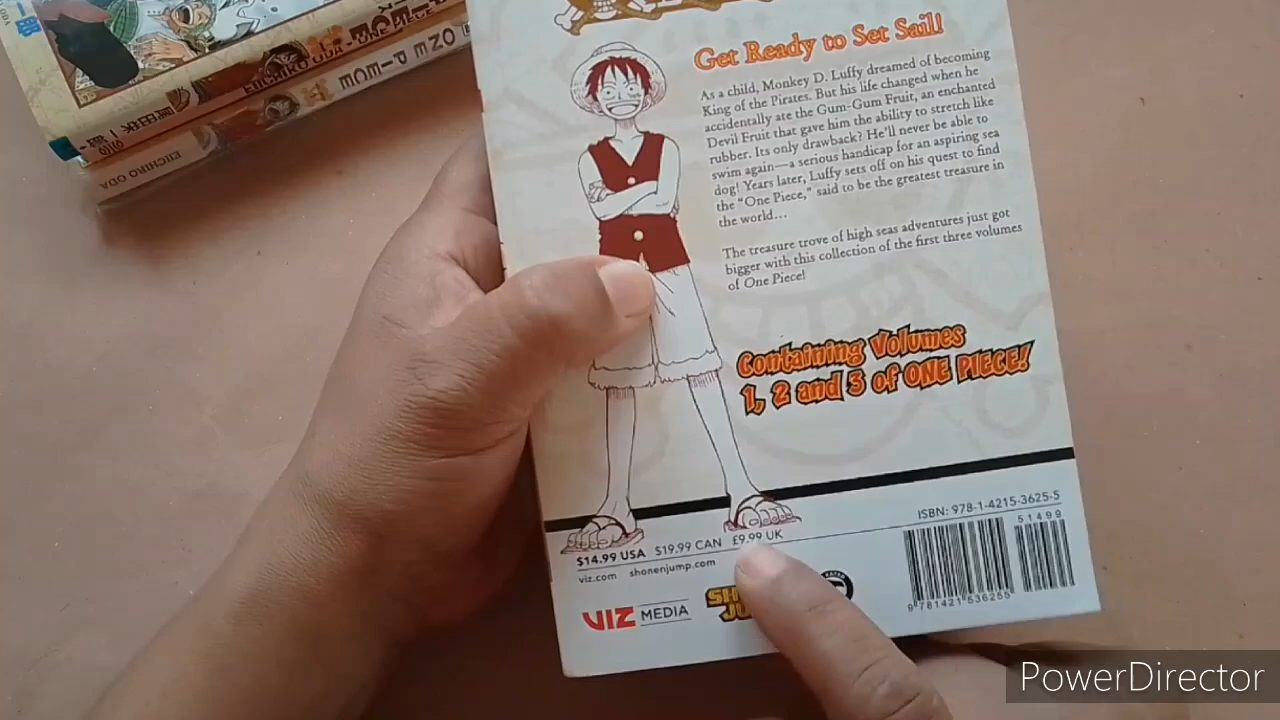 ONE PIECE
EIICHIRO ODA
Get Ready to Set Sail!
As a child, Monkey D. Luffy dreamed of becoming
King of the Pirates. But his life changed when he
accidentally ate the Gum-Gum Fruit, an enchanted
Devil Fruit that gave him the ability to stretch like
rubber. Its only drawback? He'll never be able to
swim again—a serious handicap for an aspiring sea
dog! Years later, Luffy sets off on his quest to find
the "One Piece," said to be the greatest treasure in
the world...
The treasure trove of high seas adventures just got
bigger with this collection of the first three volumes
of One Piece!
Containing Volumes
1, 2 and 3 of ONE PIECE!
$14.99 USA $19.99 CAN £9.99 UK
viz.com shonenjump.com
VIZ MEDIA
ISBN: 978-1-4215-3625-5
51499
9 781421 536255
PowerDirector